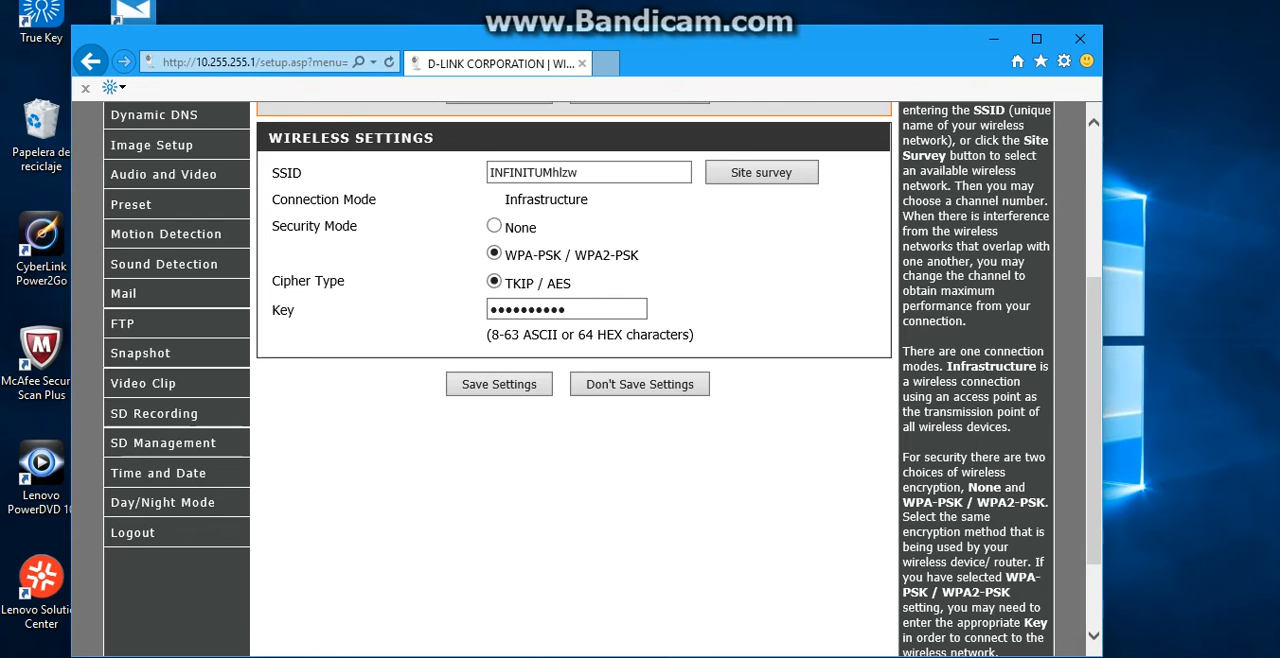 www.Bandicam.com
True Key
http://10.255.255.1/setup.asp?menu=
D-LINK CORPORATION | WI...
x
Papelera de
reciclaje
CyberLink
Power2Go
McAfee Secur
Scan Plus
Lenovo
PowerDVD 10
Lenovo Soluti
Center
Dynamic DNS
Image Setup
Audio and Video
Preset
Motion Detection
Sound Detection
Mail
FTP
Snapshot
Video Clip
SD Recording
SD Management
Time and Date
Day/Night Mode
Logout
WIRELESS SETTINGS
SSID INFINITUMhlzw Site survey
Connection Mode Infrastructure
Security Mode None
WPA-PSK / WPA2-PSK
Cipher Type TKIP / AES
Key ••••••••••
(8-63 ASCII or 64 HEX characters)
Save Settings Don't Save Settings
entering the SSID (unique
name of your wireless
network), or click the Site
Survey button to select
an available wireless
network. Then you may
choose a channel number.
When there is interference
from the wireless
networks that overlap with
one another, you may
change the channel to
obtain maximum
performance from your
connection.
There are one connection
modes. Infrastructure is
a wireless connection
using an access point as
the transmission point of
all wireless devices.
For security there are two
choices of wireless
encryption, None and
WPA-PSK / WPA2-PSK.
Select the same
encryption method that is
being used by your
wireless device/ router. If
you have selected WPA-
PSK / WPA2-PSK
setting, you may need to
enter the appropriate Key
in order to connect to the
wireless network.